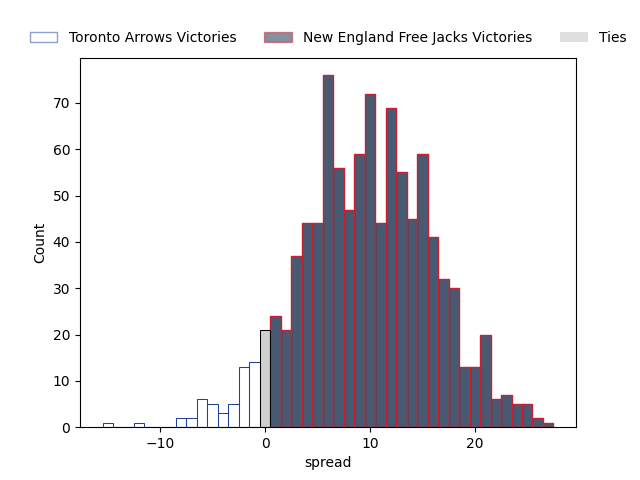 Toronto Arrows Victories New England Free Jacks Victories Ties
70
60
50
40
30
20
10
0
Count
−10 0 10 20
spread